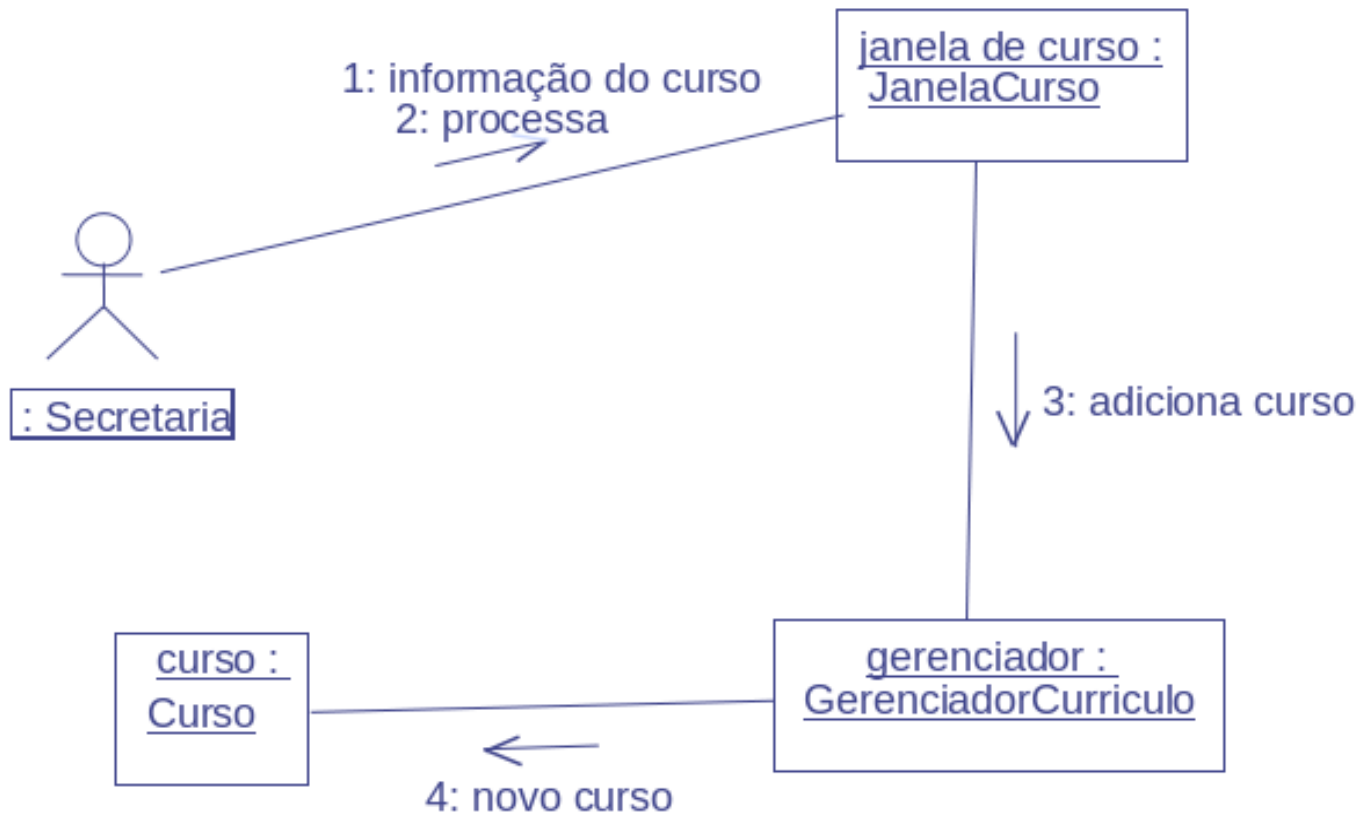 1: informação do curso
2: processa
janela de curso :
JanelaCurso
: Secretaria
3: adiciona curso
curso :
Curso
gerenciador :
GerenciadorCurriculo
4: novo curso